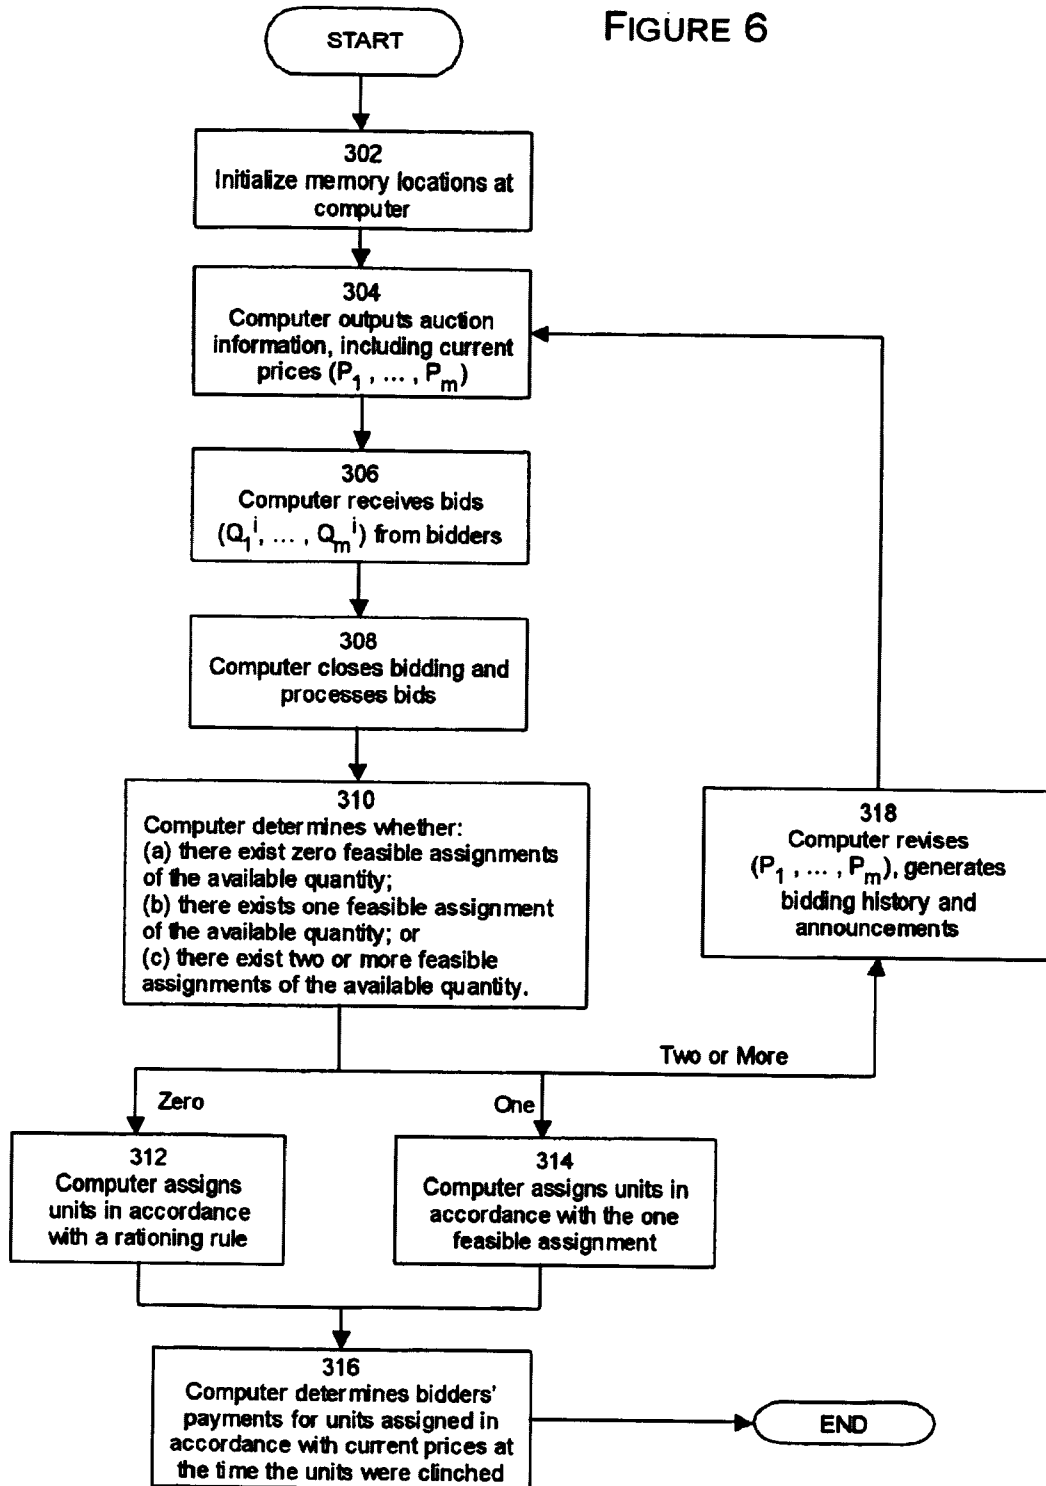 FIGURE 6
START
302
Initialize memory locations at
computer
304
Computer outputs auction
information, including current
prices (P₁ , ... , Pₘ)
306
Computer receives bids
(Q₁ⁱ, ... , Qₘⁱ) from bidders
308
Computer closes bidding and
processes bids
310
Computer determines whether:
(a) there exist zero feasible assignments
of the available quantity;
(b) there exists one feasible assignment
of the available quantity; or
(c) there exist two or more feasible
assignments of the available quantity.
318
Computer revises
(P₁ , ... , Pₘ), generates
bidding history and
announcements
Two or More
Zero
One
312
Computer assigns
units in accordance
with a rationing rule
314
Computer assigns units in
accordance with the one
feasible assignment
316
Computer determines bidders'
payments for units assigned in
accordance with current prices at
the time the units were clinched
END